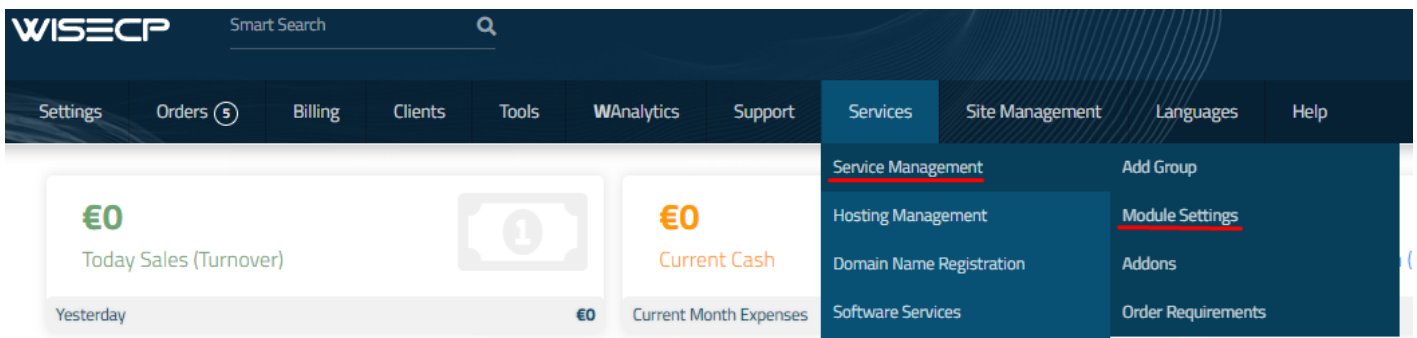 WISECP
Smart Search
Settings Orders 5 Billing Clients Tools WAnalytics Support Services Site Management Languages Help
Service Management Add Group
Hosting Management Module Settings
Domain Name Registration Addons
Software Services Order Requirements
€0
Today Sales (Turnover)
Yesterday €0
€0
Current Cash
Current Month Expenses